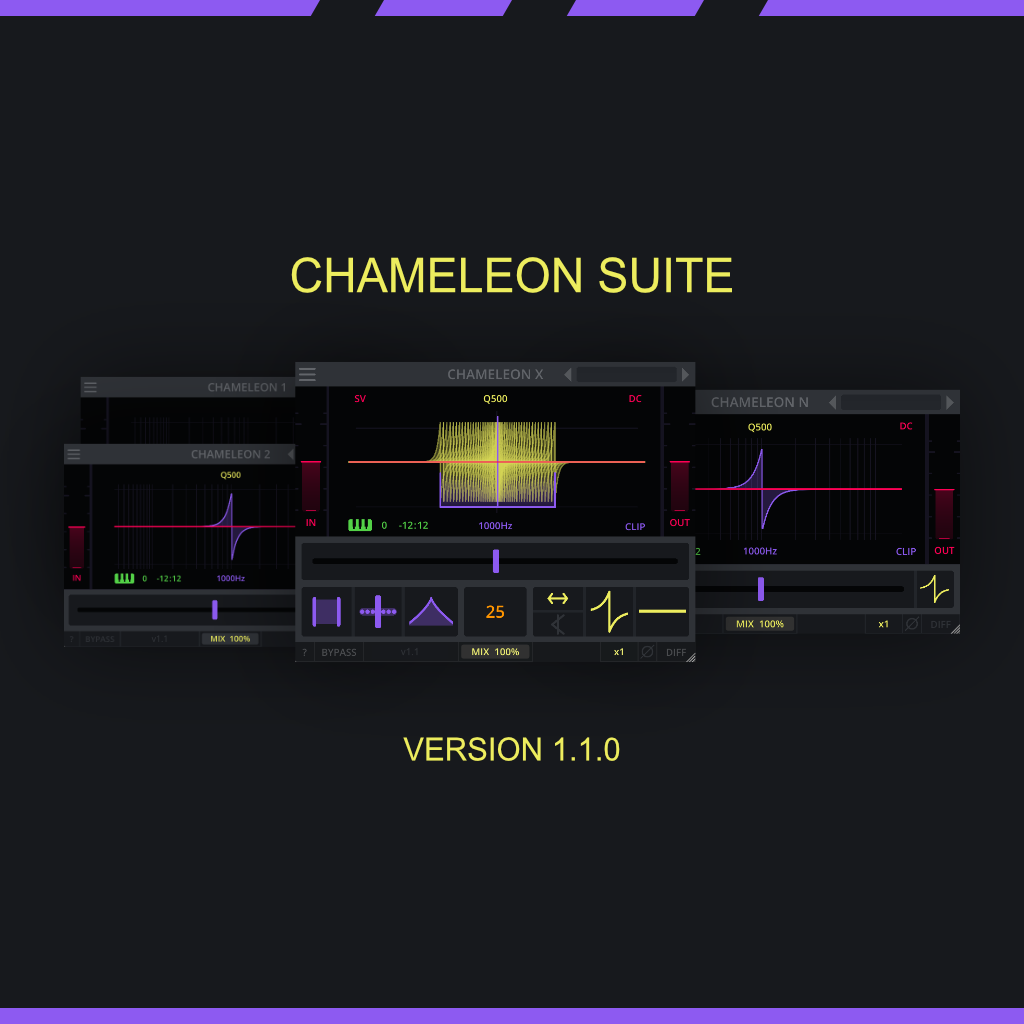 CHAMELEON SUITE
CHAMELEON 1
CHAMELEON 2
Q500
IN
0 -12:12
1000Hz
? BYPASS v1.1 MIX 100%
CHAMELEON X
SV Q500 DC
IN OUT
0 -12:12 1000Hz CLIP
25
? BYPASS v1.1 MIX 100% x1 DIFF
CHAMELEON N
Q500 DC
2 1000Hz CLIP OUT
MIX 100% x1 DIFF
VERSION 1.1.0